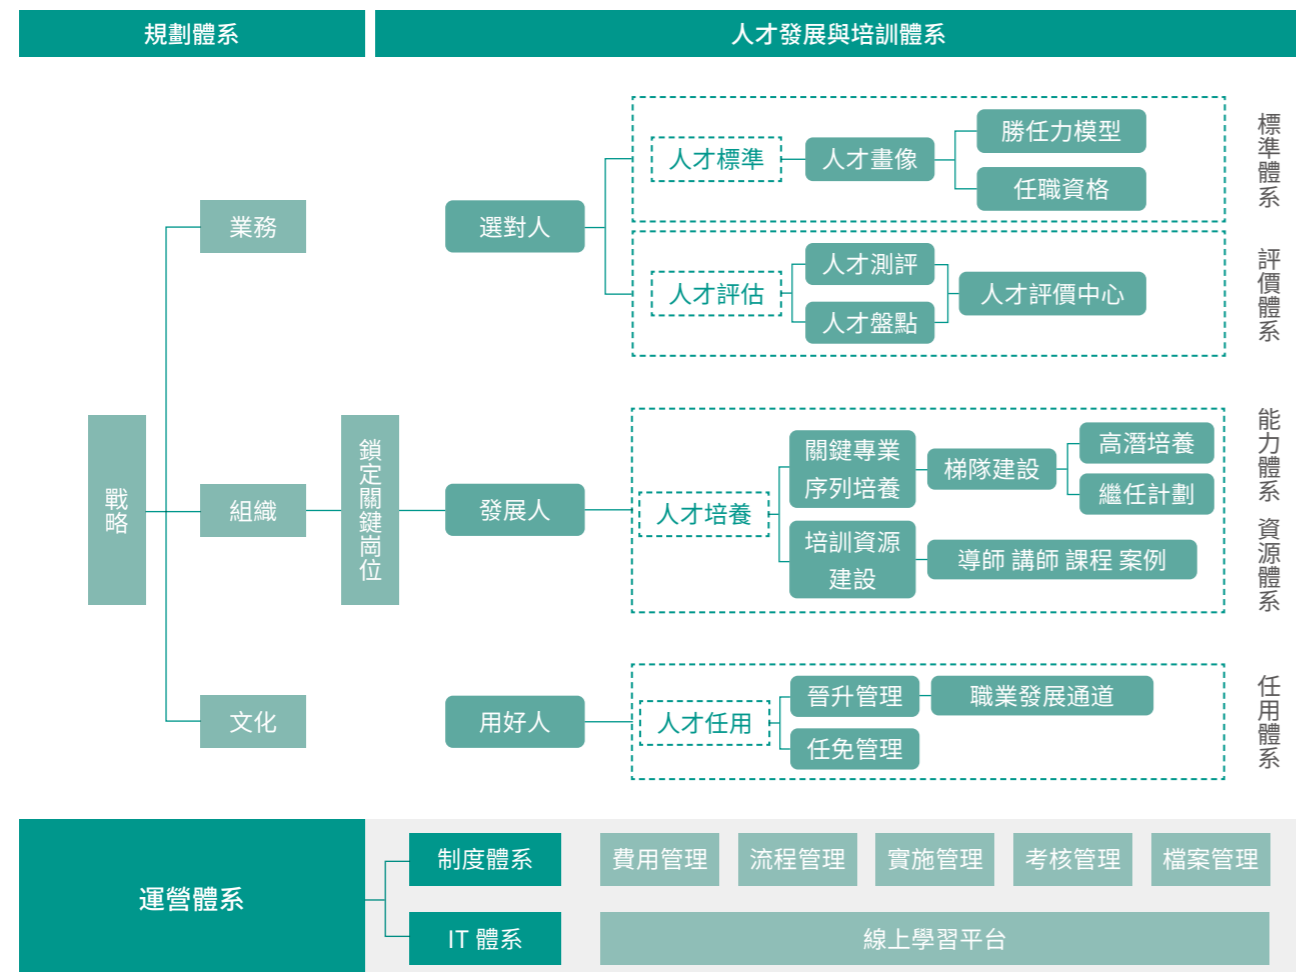 規劃體系
人才發展與培訓體系
戰略
業務
組織
文化
鎖定關鍵崗位
選對人
人才標準
人才畫像
勝任力模型
任職資格
標準體系
人才評估
人才測評
人才盤點
人才評價中心
評價體系
發展人
人才培養
關鍵專業
序列培養
梯隊建設
高潛培養
繼任計劃
能力體系
培訓資源
建設
導師 講師 課程 案例
資源體系
用好人
人才任用
晉升管理
職業發展通道
任免管理
任用體系
運營體系
制度體系
費用管理
流程管理
實施管理
考核管理
檔案管理
IT 體系
線上學習平台